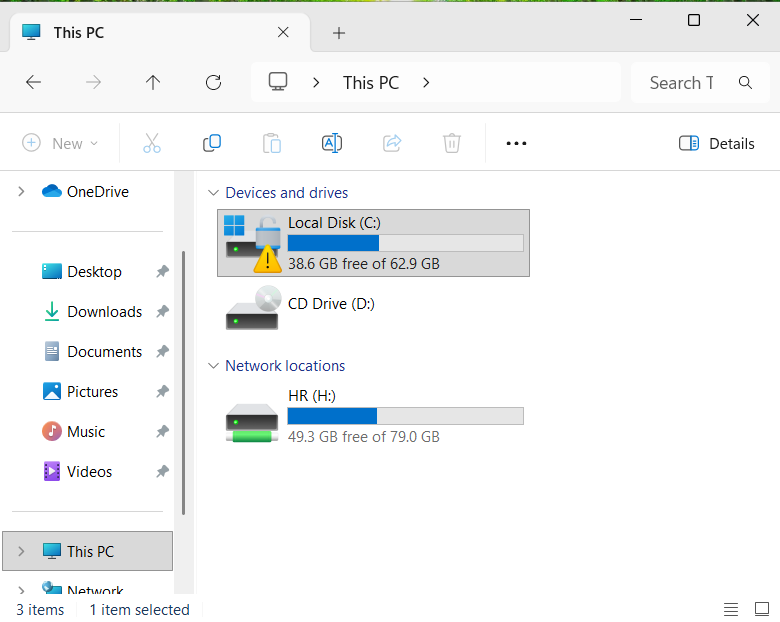 This PC
This PC
Search T
New
Details
OneDrive
Desktop
Downloads
Documents
Pictures
Music
Videos
This PC
Network
Devices and drives
Local Disk (C:)
38.6 GB free of 62.9 GB
CD Drive (D:)
Network locations
HR (H:)
49.3 GB free of 79.0 GB
3 items 1 item selected